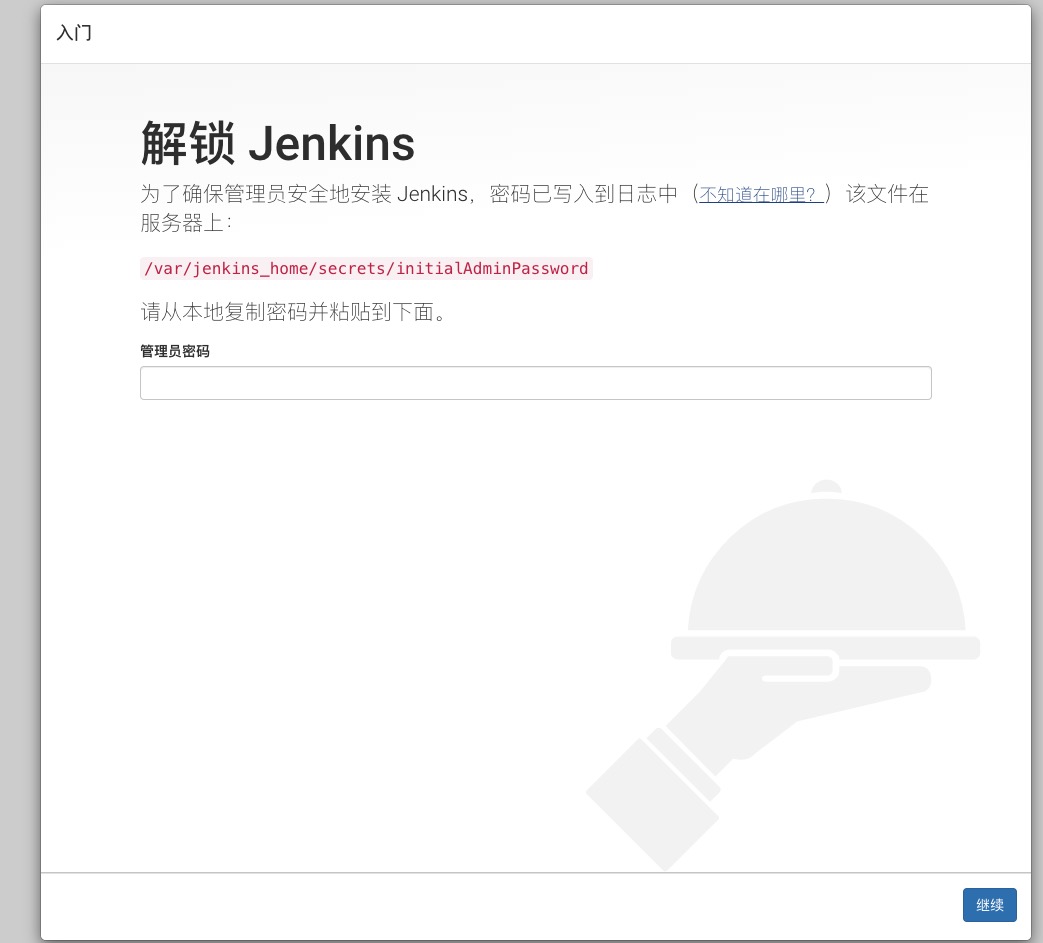 入门
解锁 Jenkins
为了确保管理员安全地安装 Jenkins，密码已写入到日志中（不知道在哪里？）该文件在
服务器上：
/var/jenkins_home/secrets/initialAdminPassword
请从本地复制密码并粘贴到下面。
管理员密码
继续